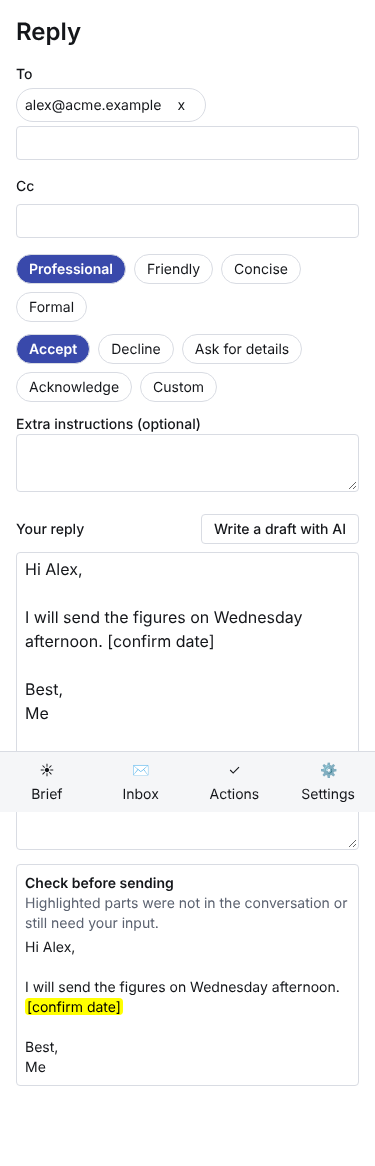 Reply
To
alex@acme.example x
Cc
Professional Friendly Concise
Formal
Accept Decline Ask for details
Acknowledge Custom
Extra instructions (optional)
Your reply Write a draft with AI
Hi Alex,
I will send the figures on Wednesday
afternoon. [confirm date]
Best,
Me
Brief Inbox Actions Settings
Check before sending
Highlighted parts were not in the conversation or
still need your input.
Hi Alex,
I will send the figures on Wednesday afternoon.
[confirm date]
Best,
Me